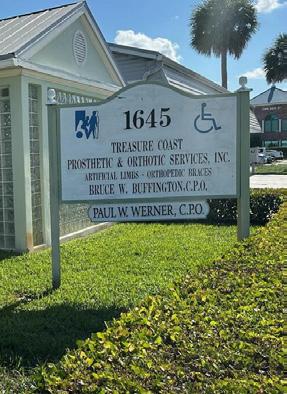 1645
TREASURE COAST
PROSTHETIC & ORTHOTIC SERVICES, INC.
ARTIFICIAL LIMBS - ORTHOPEDIC BRACES
BRUCE W. BUFFINGTON,C.P.O.
PAUL W. WERNER, C.P.O.